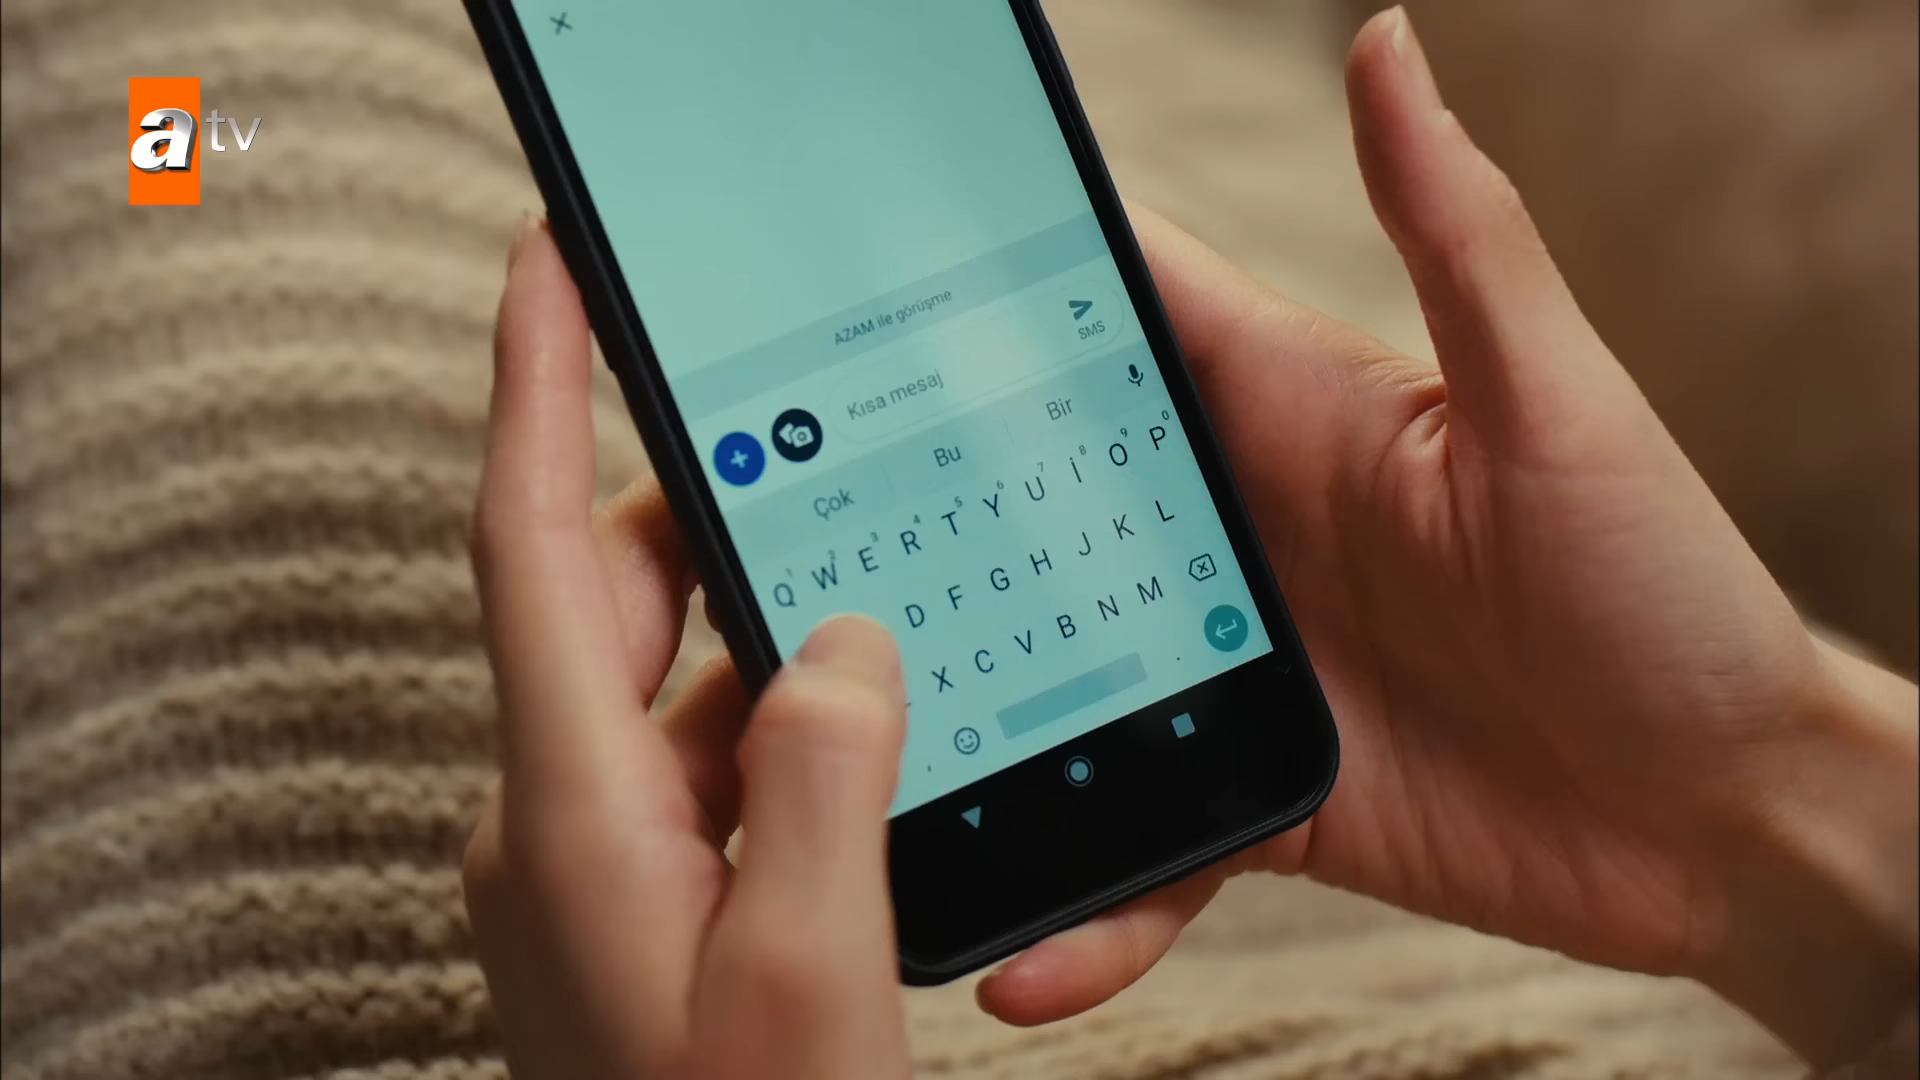 atv
AZAM ile görüşme
Kısa mesaj
SMS
Çok Bu Bir
1 2 3 4 5 6 7 8 9 0
Q W E R T Y U İ O P
D F G H J K L
X C V B N M
, .